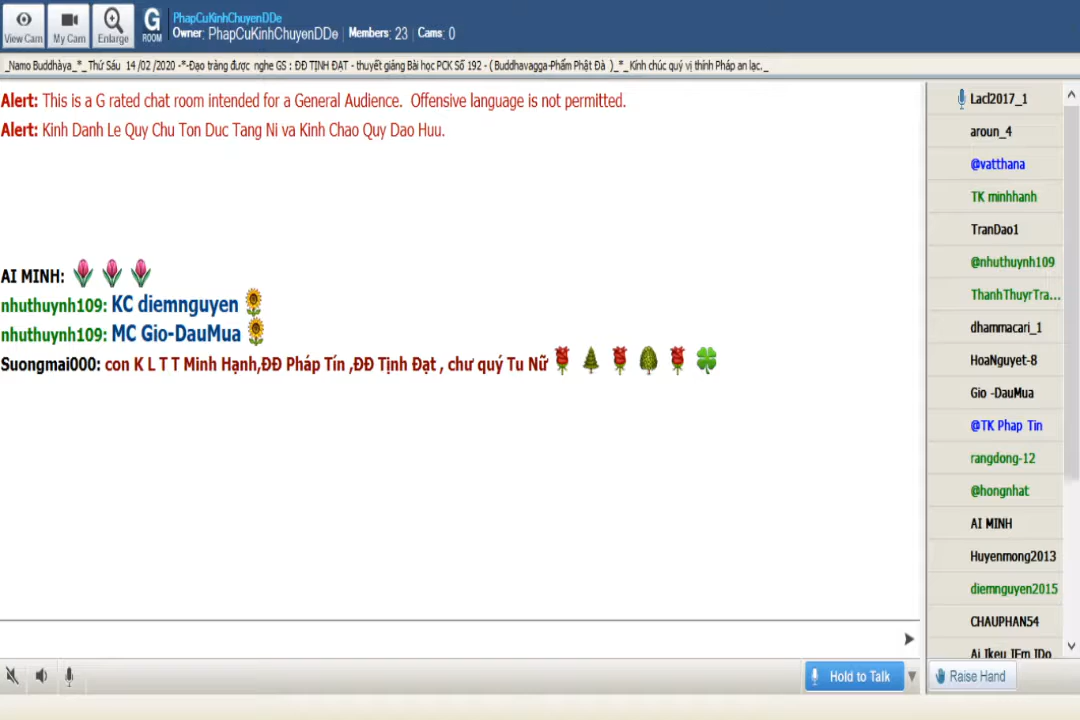 View Cam
My Cam
Enlarge
G
ROOM
PhapCuKinhChuyenDDe
Owner: PhapCuKinhChuyenDDe | Members: 23 | Cams: 0
_Namo Buddhàya_*_ Thứ Sáu 14 /02 /2020 -*-Đạo tràng được nghe GS : ĐĐ TỊNH ĐẠT - thuyết giảng Bài học PCK Số 192 - ( Buddhavagga-Phẩm Phật Đà )_*_ Kính chúc quý vị thính Pháp an lạc._
Alert: This is a G rated chat room intended for a General Audience. Offensive language is not permitted.
Alert: Kinh Danh Le Quy Chu Ton Duc Tang Ni va Kinh Chao Quy Dao Huu.
AI MINH:
nhuthuynh109: KC diemnguyen
nhuthuynh109: MC Gio-DauMua
Suongmai000: con K L T T Minh Hạnh,ĐĐ Pháp Tín ,ĐĐ Tịnh Đạt , chư quý Tu Nữ
Lacl2017_1
aroun_4
@vatthana
TK minhhanh
TranDao1
@nhuthuynh109
ThanhThuyrTra...
dhammacari_1
HoaNguyet-8
Gio -DauMua
@TK Phap Tin
rangdong-12
@hongnhat
AI MINH
Huyenmong2013
diemnguyen2015
CHAUPHAN54
Hold to Talk
Raise Hand